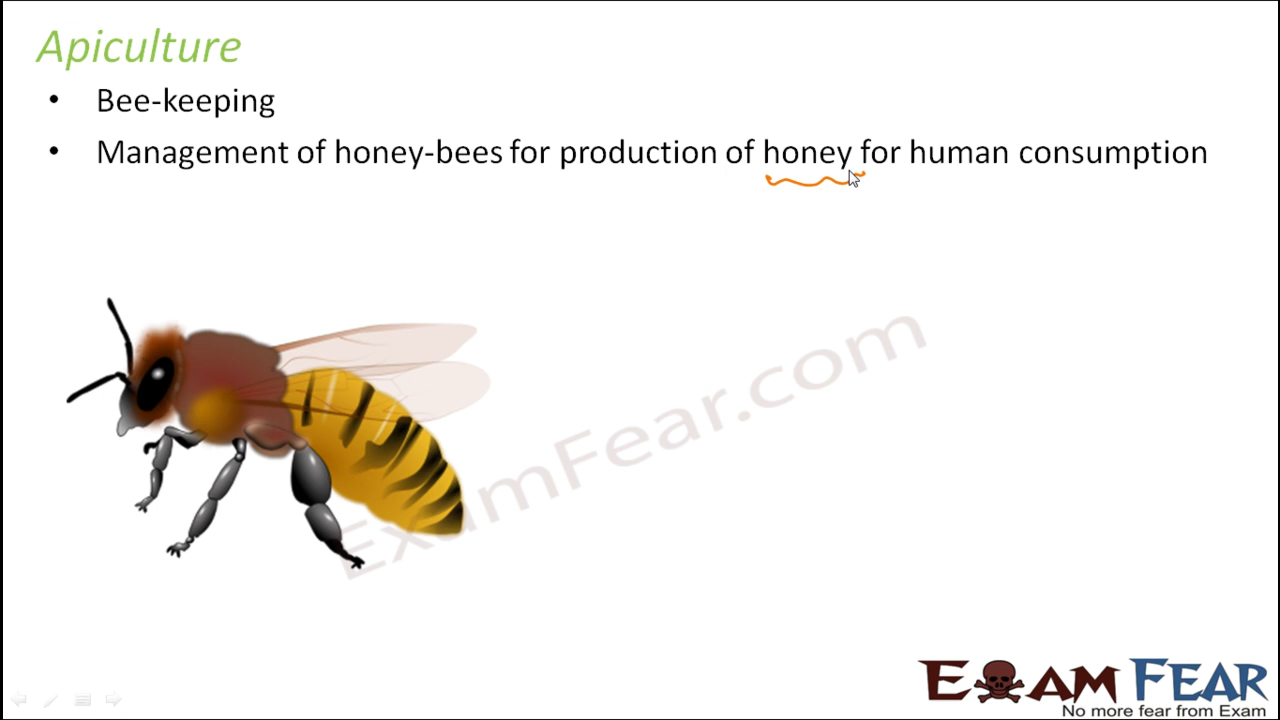 Apiculture
• Bee-keeping
• Management of honey-bees for production of honey for human consumption
ExamFear.com
EXAM FEAR
No more fear from Exam